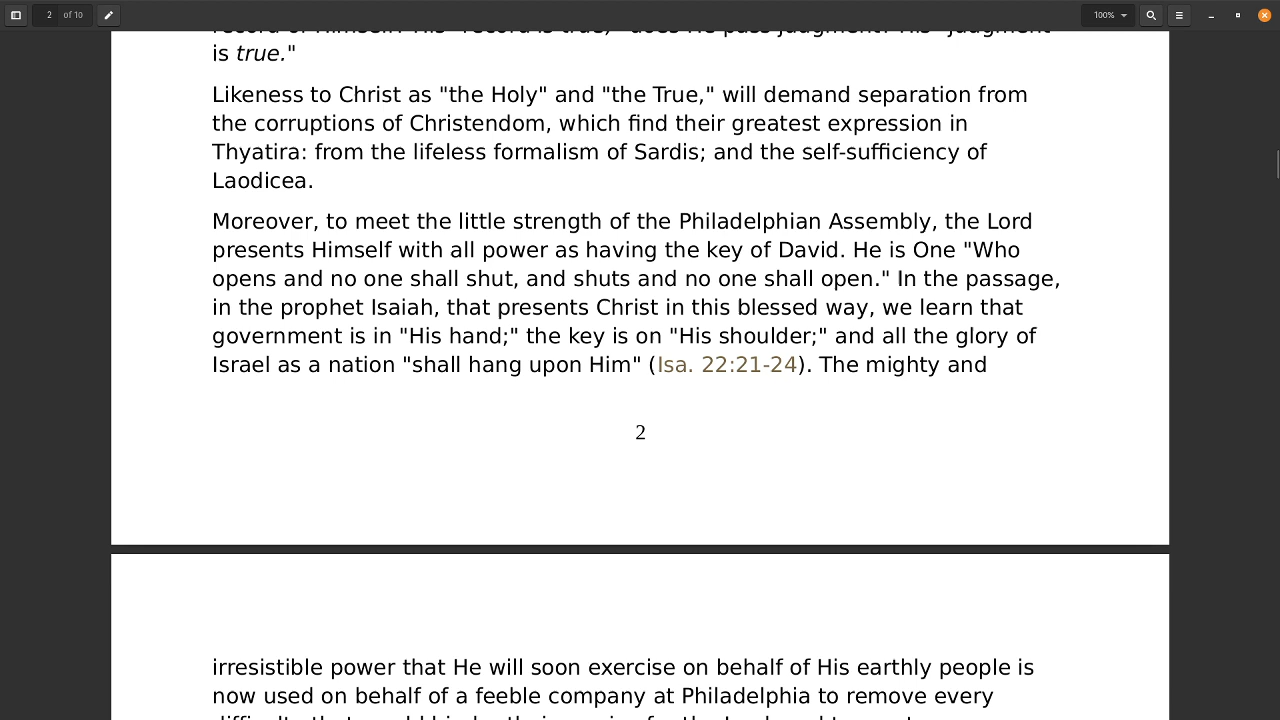 2 of 10
100%
is true."
Likeness to Christ as "the Holy" and "the True," will demand separation from
the corruptions of Christendom, which find their greatest expression in
Thyatira: from the lifeless formalism of Sardis; and the self-sufficiency of
Laodicea.
Moreover, to meet the little strength of the Philadelphian Assembly, the Lord
presents Himself with all power as having the key of David. He is One "Who
opens and no one shall shut, and shuts and no one shall open." In the passage,
in the prophet Isaiah, that presents Christ in this blessed way, we learn that
government is in "His hand;" the key is on "His shoulder;" and all the glory of
Israel as a nation "shall hang upon Him" (Isa. 22:21-24). The mighty and
2
irresistible power that He will soon exercise on behalf of His earthly people is
now used on behalf of a feeble company at Philadelphia to remove every